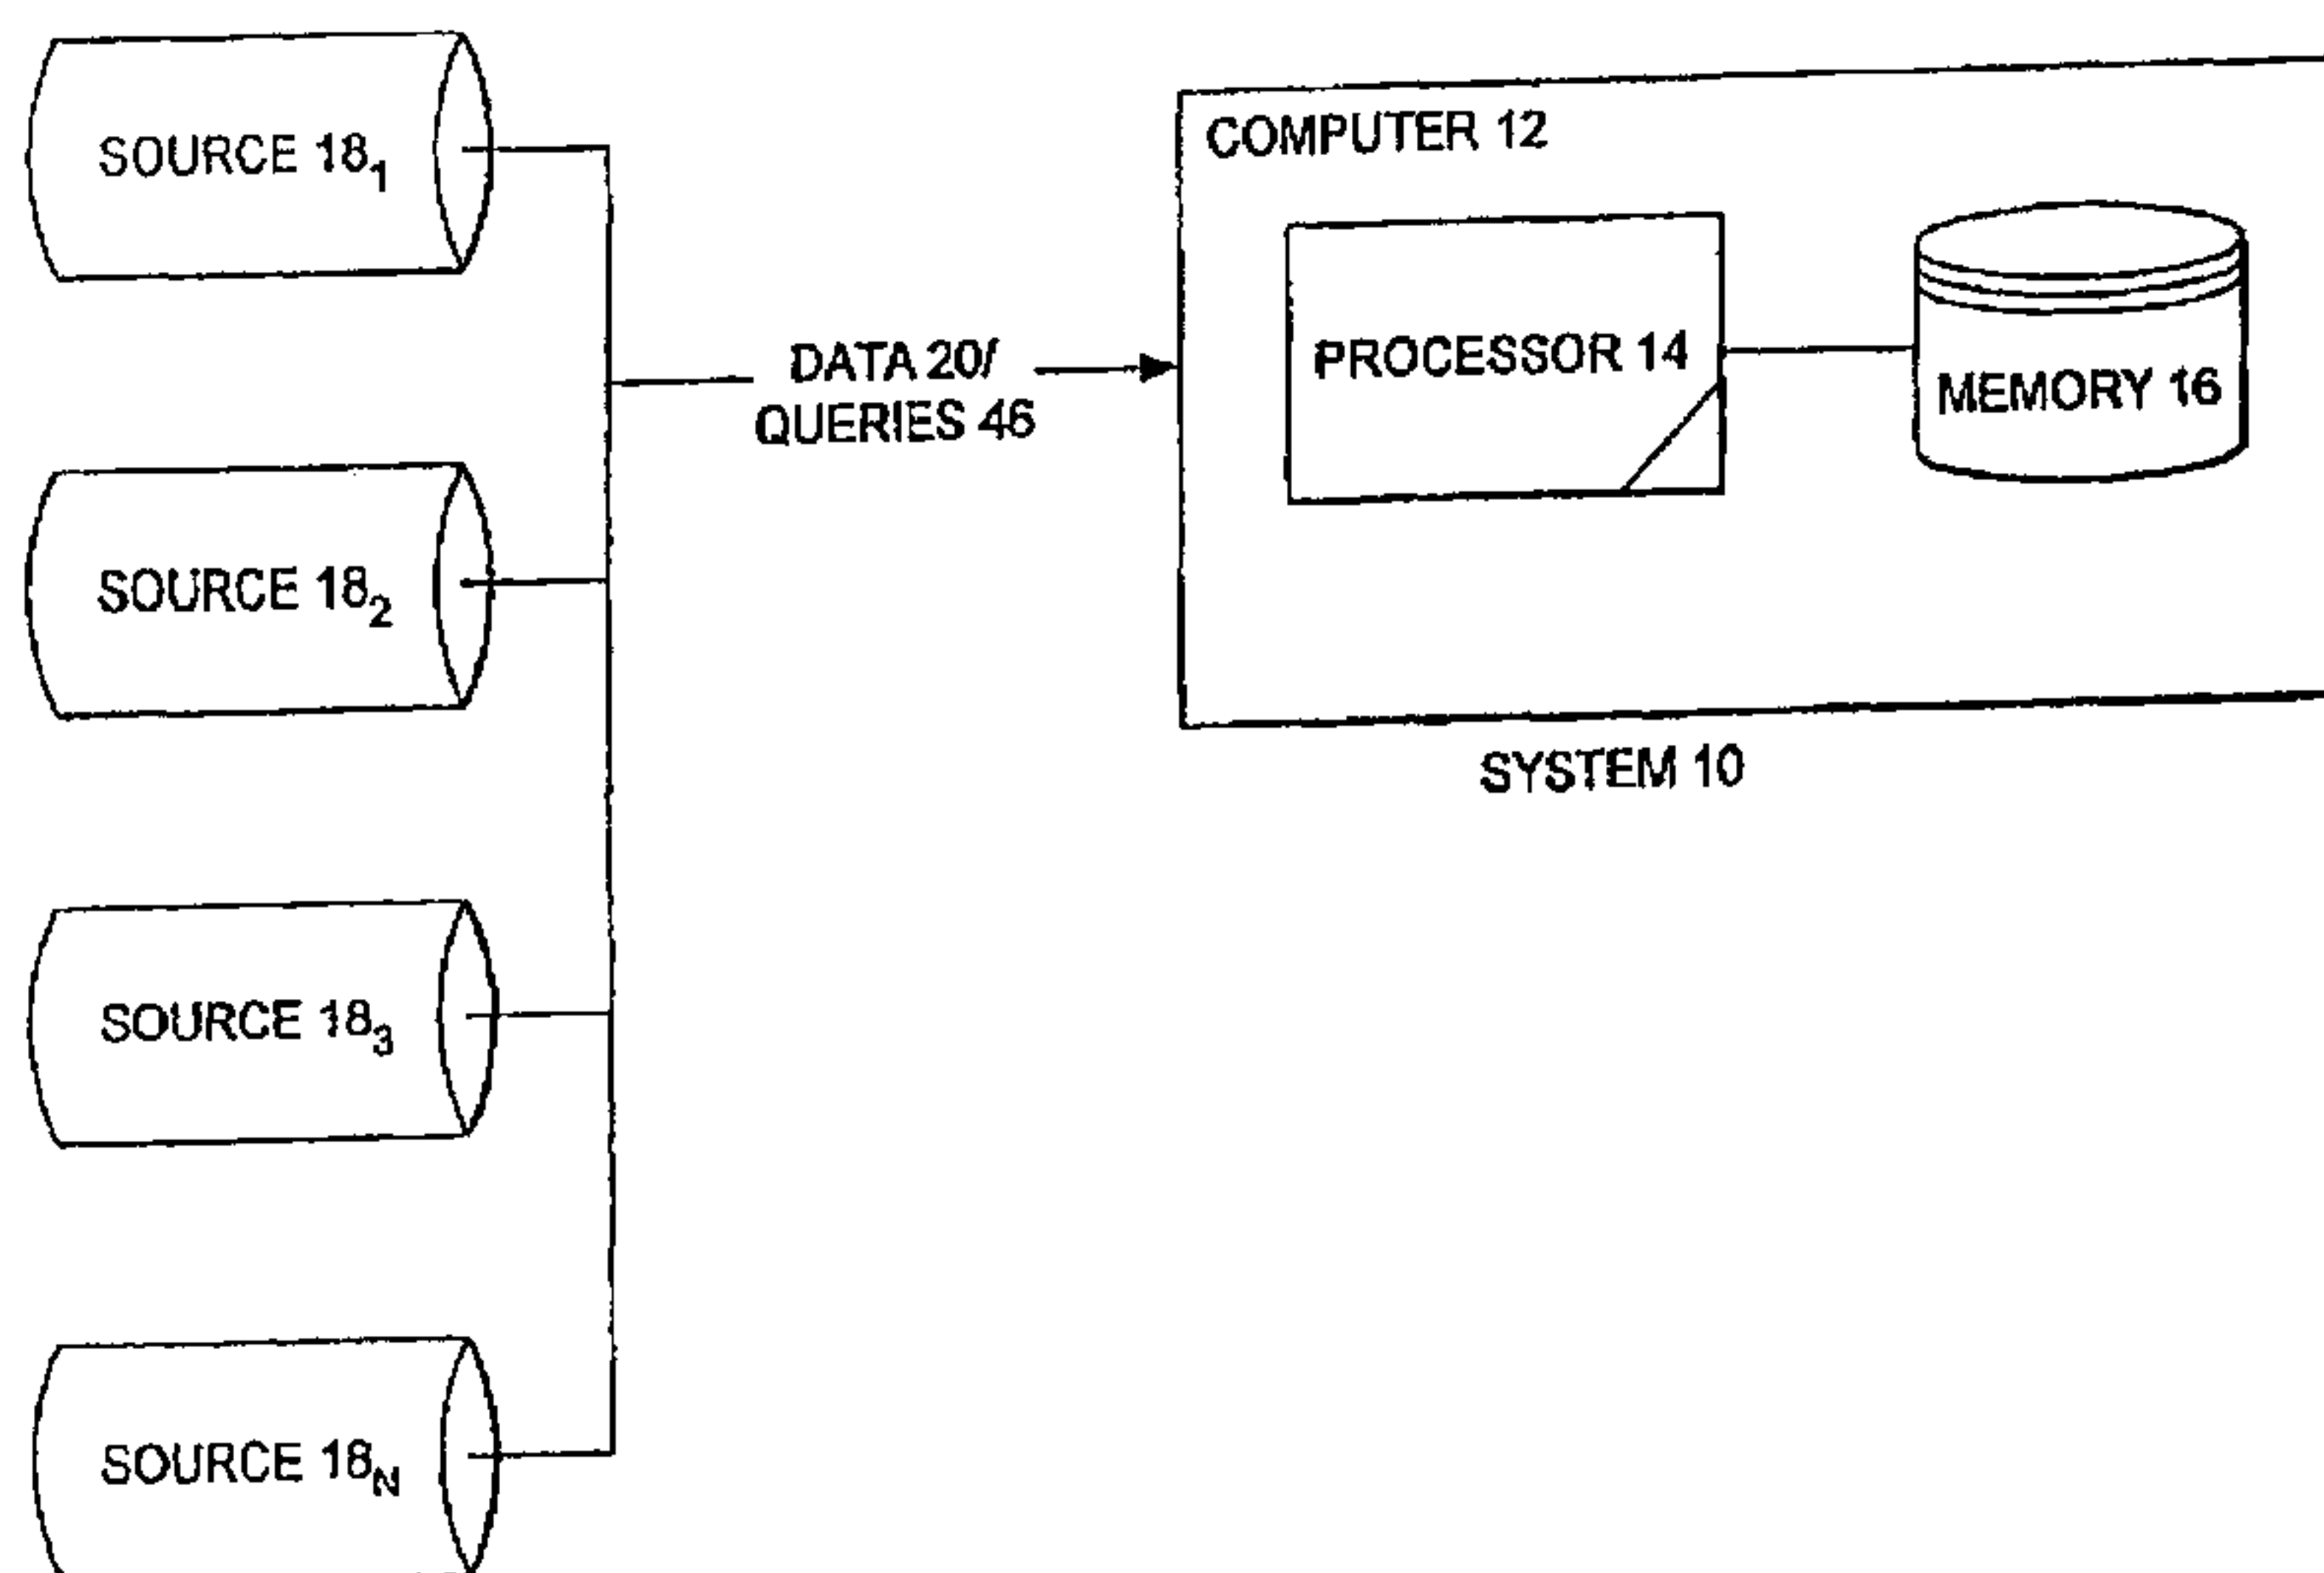 SOURCE 18₁
SOURCE 18₂
SOURCE 18₃
SOURCE 18N
DATA 20/
QUERIES 46
COMPUTER 12
PROCESSOR 14
MEMORY 16
SYSTEM 10